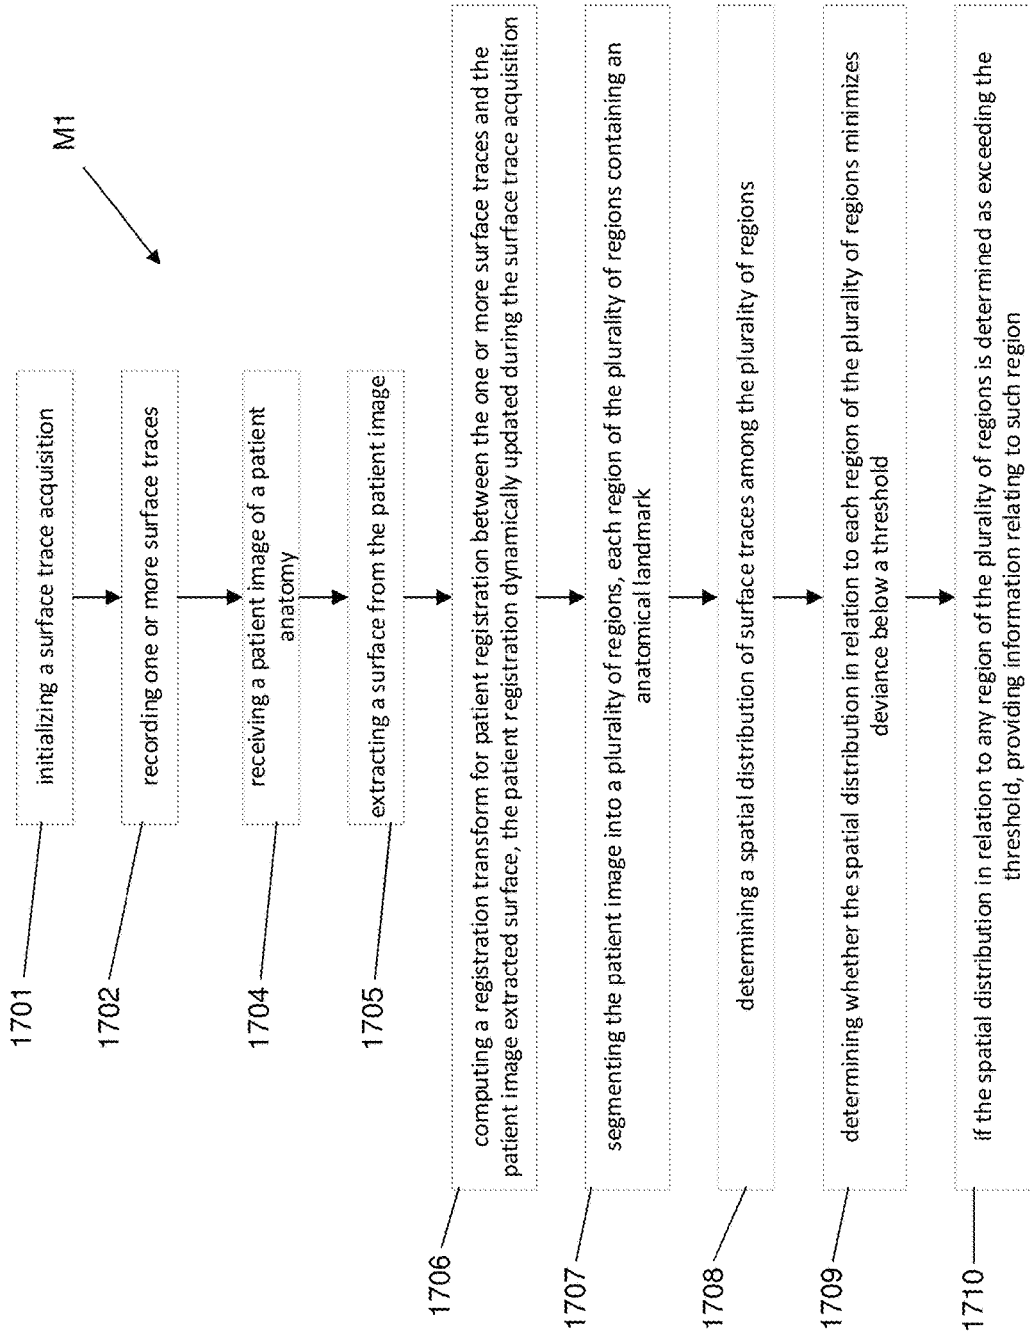 M1
1701
initializing a surface trace acquisition
1702
recording one or more surface traces
1704
receiving a patient image of a patient
anatomy
1705
extracting a surface from the patient image
1706
computing a registration transform for patient registration between the one or more surface traces and the
patient image extracted surface, the patient registration dynamically updated during the surface trace acquisition
1707
segmenting the patient image into a plurality of regions, each region of the plurality of regions containing an
anatomical landmark
1708
determining a spatial distribution of surface traces among the plurality of regions
1709
determining whether the spatial distribution in relation to each region of the plurality of regions minimizes
deviance below a threshold
1710
if the spatial distribution in relation to any region of the plurality of regions is determined as exceeding the
threshold, providing information relating to such region